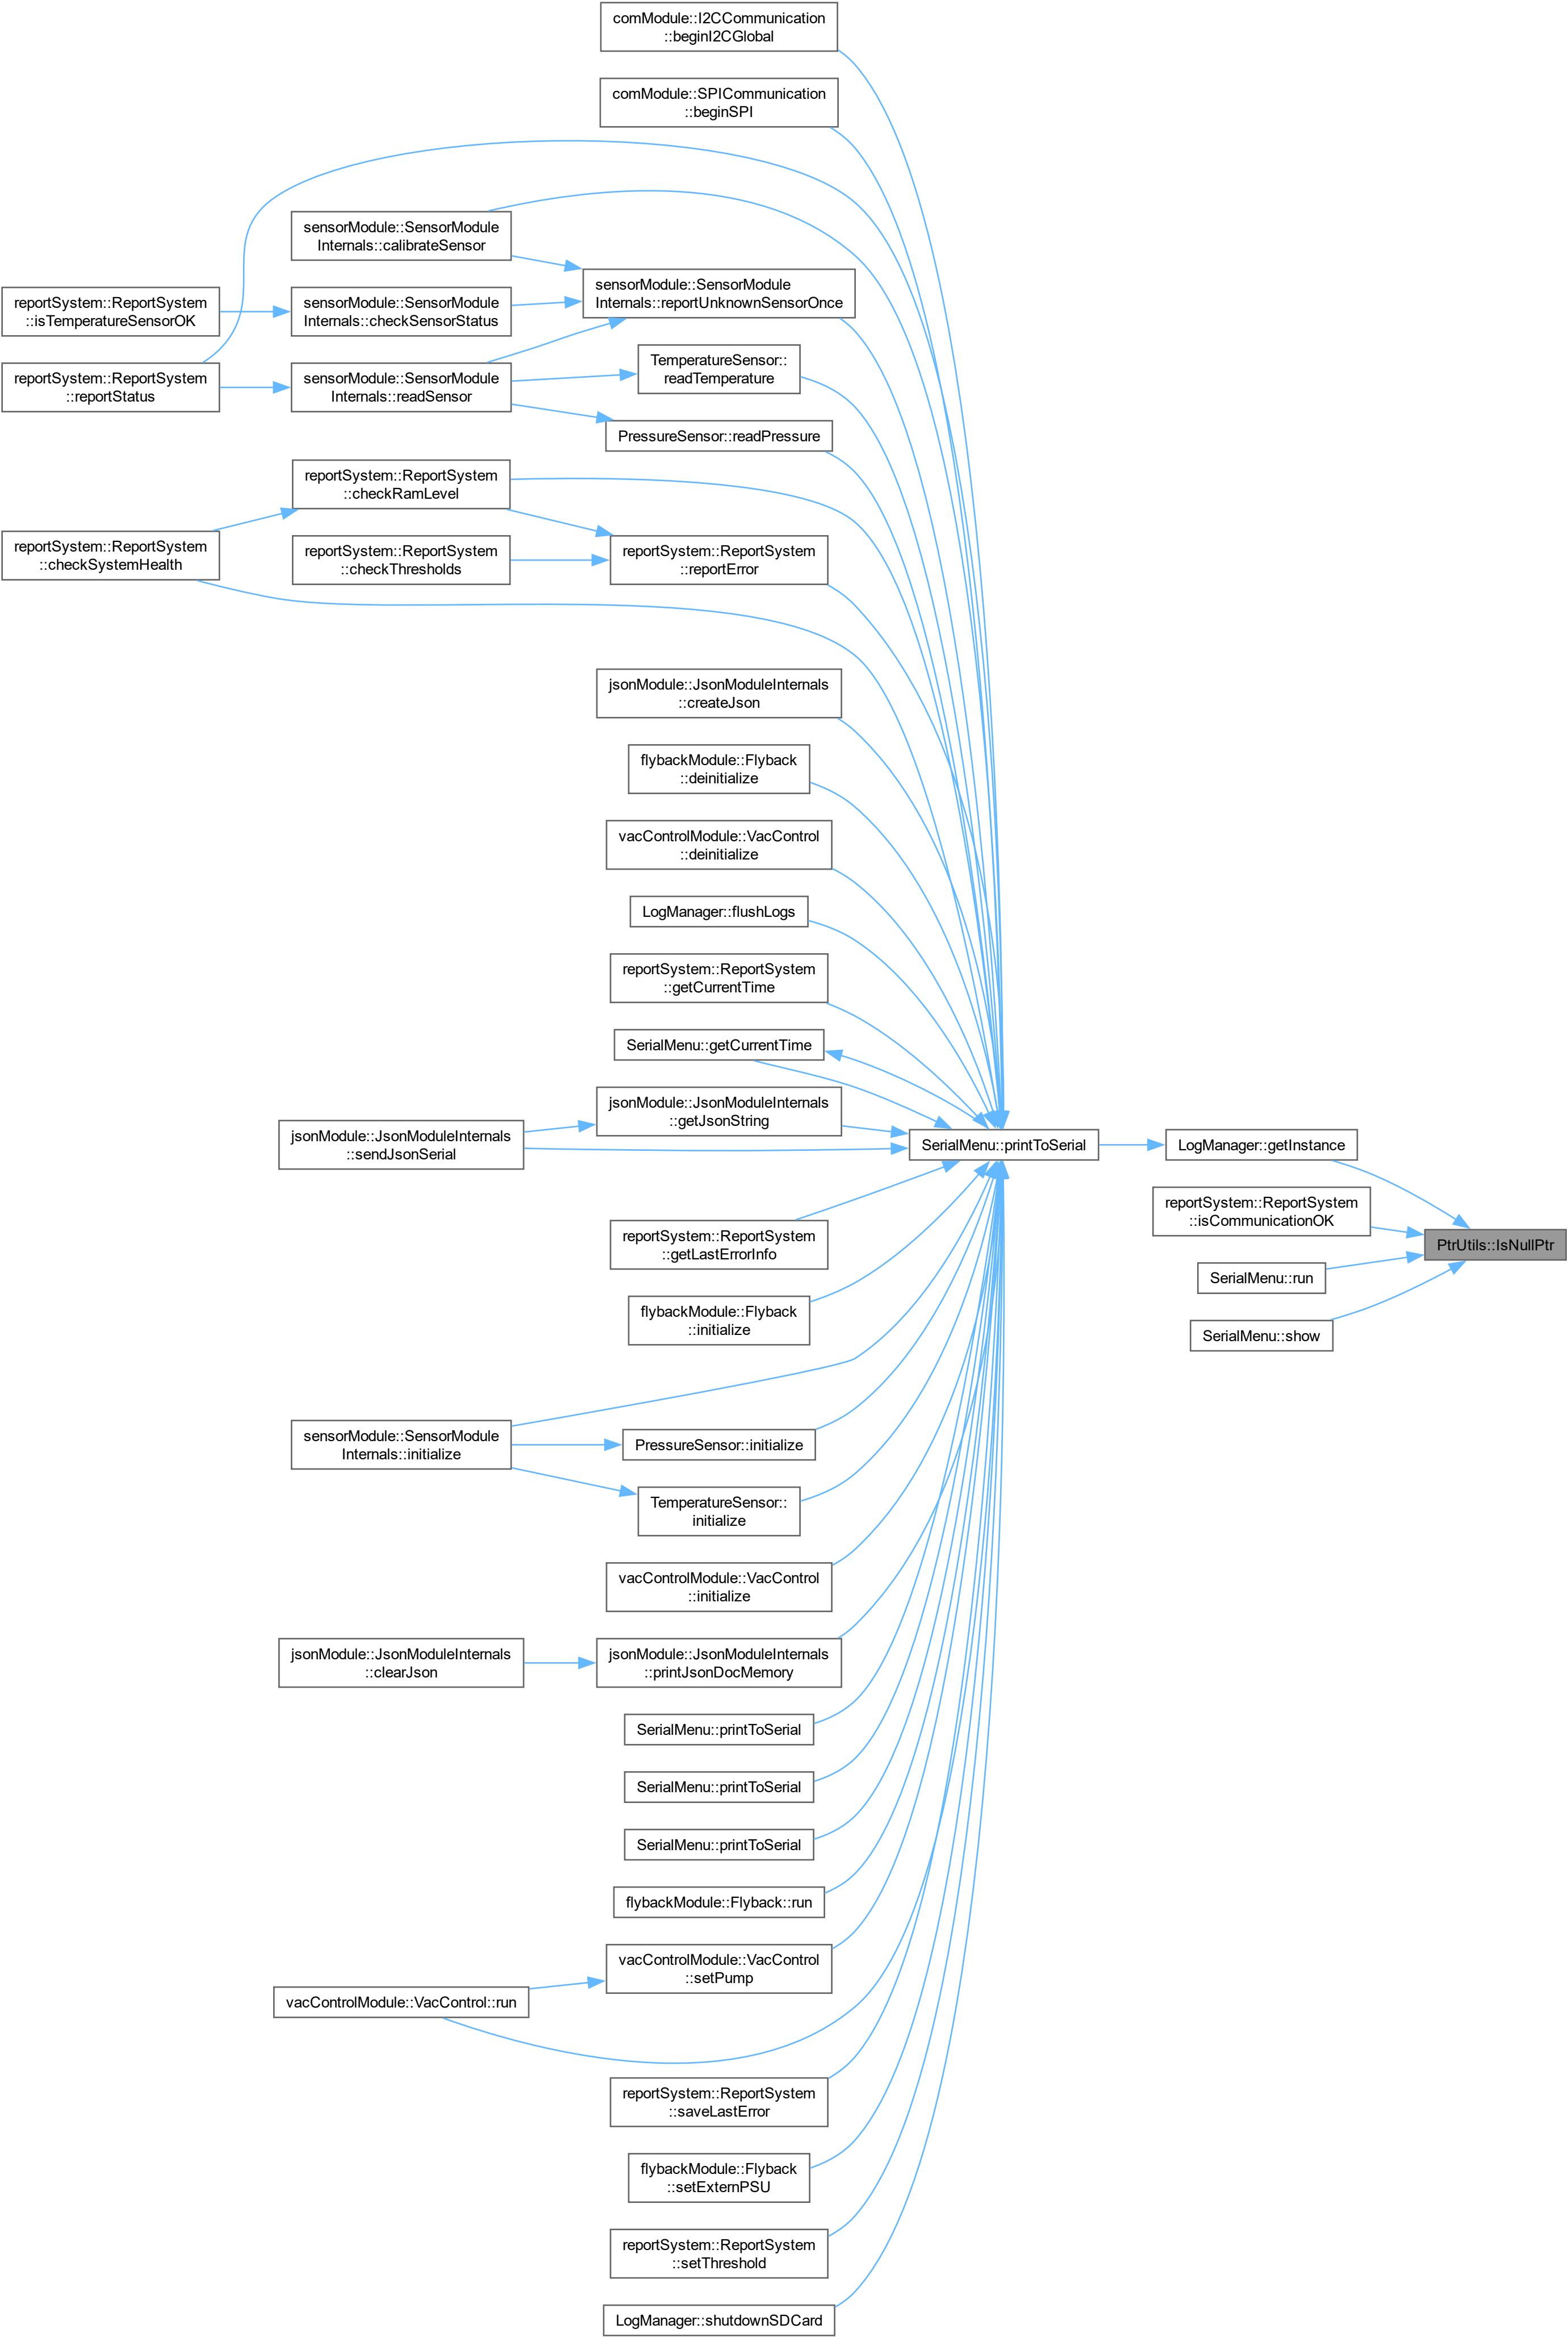 comModule::I2CCommunication
::beginI2CGlobal
comModule::SPICommunication
::beginSPI
sensorModule::SensorModule
Internals::calibrateSensor
sensorModule::SensorModule
Internals::reportUnknownSensorOnce
reportSystem::ReportSystem
::isTemperatureSensorOK
sensorModule::SensorModule
Internals::checkSensorStatus
TemperatureSensor::
readTemperature
reportSystem::ReportSystem
::reportStatus
sensorModule::SensorModule
Internals::readSensor
PressureSensor::readPressure
reportSystem::ReportSystem
::checkRamLevel
reportSystem::ReportSystem
::checkSystemHealth
reportSystem::ReportSystem
::checkThresholds
reportSystem::ReportSystem
::reportError
jsonModule::JsonModuleInternals
::createJson
flybackModule::Flyback
::deinitialize
vacControlModule::VacControl
::deinitialize
LogManager::flushLogs
reportSystem::ReportSystem
::getCurrentTime
SerialMenu::getCurrentTime
jsonModule::JsonModuleInternals
::getJsonString
jsonModule::JsonModuleInternals
::sendJsonSerial
SerialMenu::printToSerial
LogManager::getInstance
reportSystem::ReportSystem
::isCommunicationOK
PtrUtils::IsNullPtr
reportSystem::ReportSystem
::getLastErrorInfo
SerialMenu::run
flybackModule::Flyback
::initialize
SerialMenu::show
sensorModule::SensorModule
Internals::initialize
PressureSensor::initialize
TemperatureSensor::
initialize
vacControlModule::VacControl
::initialize
jsonModule::JsonModuleInternals
::clearJson
jsonModule::JsonModuleInternals
::printJsonDocMemory
SerialMenu::printToSerial
SerialMenu::printToSerial
SerialMenu::printToSerial
flybackModule::Flyback::run
vacControlModule::VacControl
::setPump
vacControlModule::VacControl::run
reportSystem::ReportSystem
::saveLastError
flybackModule::Flyback
::setExternPSU
reportSystem::ReportSystem
::setThreshold
LogManager::shutdownSDCard